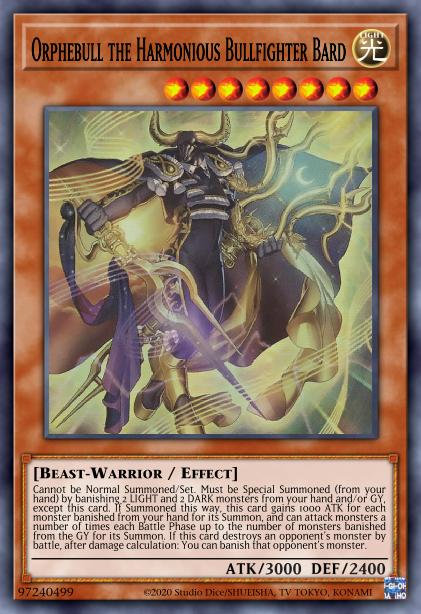 Orphebull the Harmonious Bullfighter Bard
LIGHT
光
[Beast-Warrior / Effect]
Cannot be Normal Summoned/Set. Must be Special Summoned (from your
hand) by banishing 2 LIGHT and 2 DARK monsters from your hand and/or GY,
except this card. If Summoned this way, this card gains 1000 ATK for each
monster banished from your hand for its Summon, and can attack monsters a
number of times each Battle Phase up to the number of monsters banished
from the GY for its Summon. If this card destroys an opponent's monster by
battle, after damage calculation: You can banish that opponent's monster.
ATK/3000 DEF/2400
97240499
©2020 Studio Dice/SHUEISHA, TV TOKYO, KONAMI